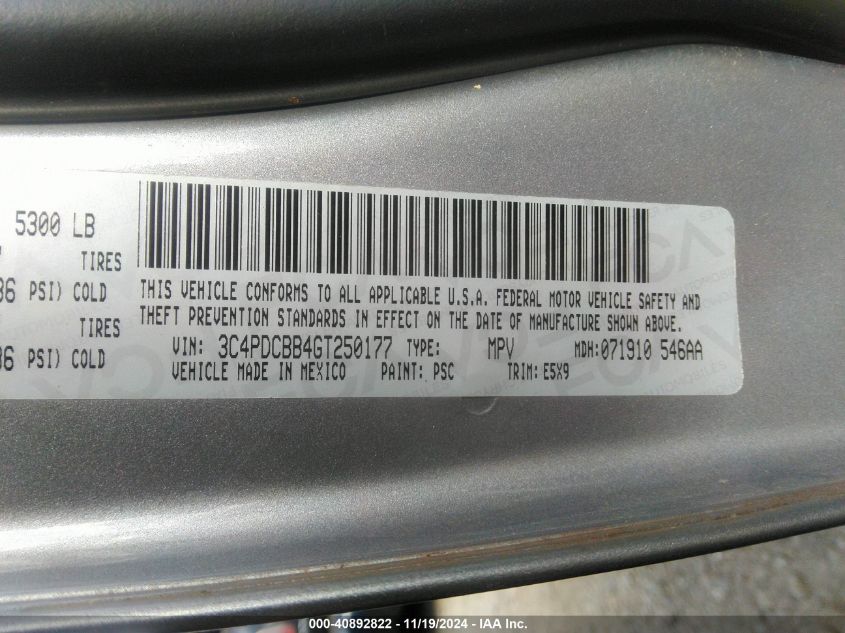 5300 LB
TIRES
36 PSI) COLD
TIRES
36 PSI) COLD
THIS VEHICLE CONFORMS TO ALL APPLICABLE U.S.A. FEDERAL MOTOR VEHICLE SAFETY AND
THEFT PREVENTION STANDARDS IN EFFECT ON THE DATE OF MANUFACTURE SHOWN ABOVE.
VIN: 3C4PDCBB4GT250177 TYPE: MPV MDH:071910 546AA
VEHICLE MADE IN MEXICO PAINT: PSC TRIM: E5X9
000-40892822 - 11/19/2024 - IAA Inc.